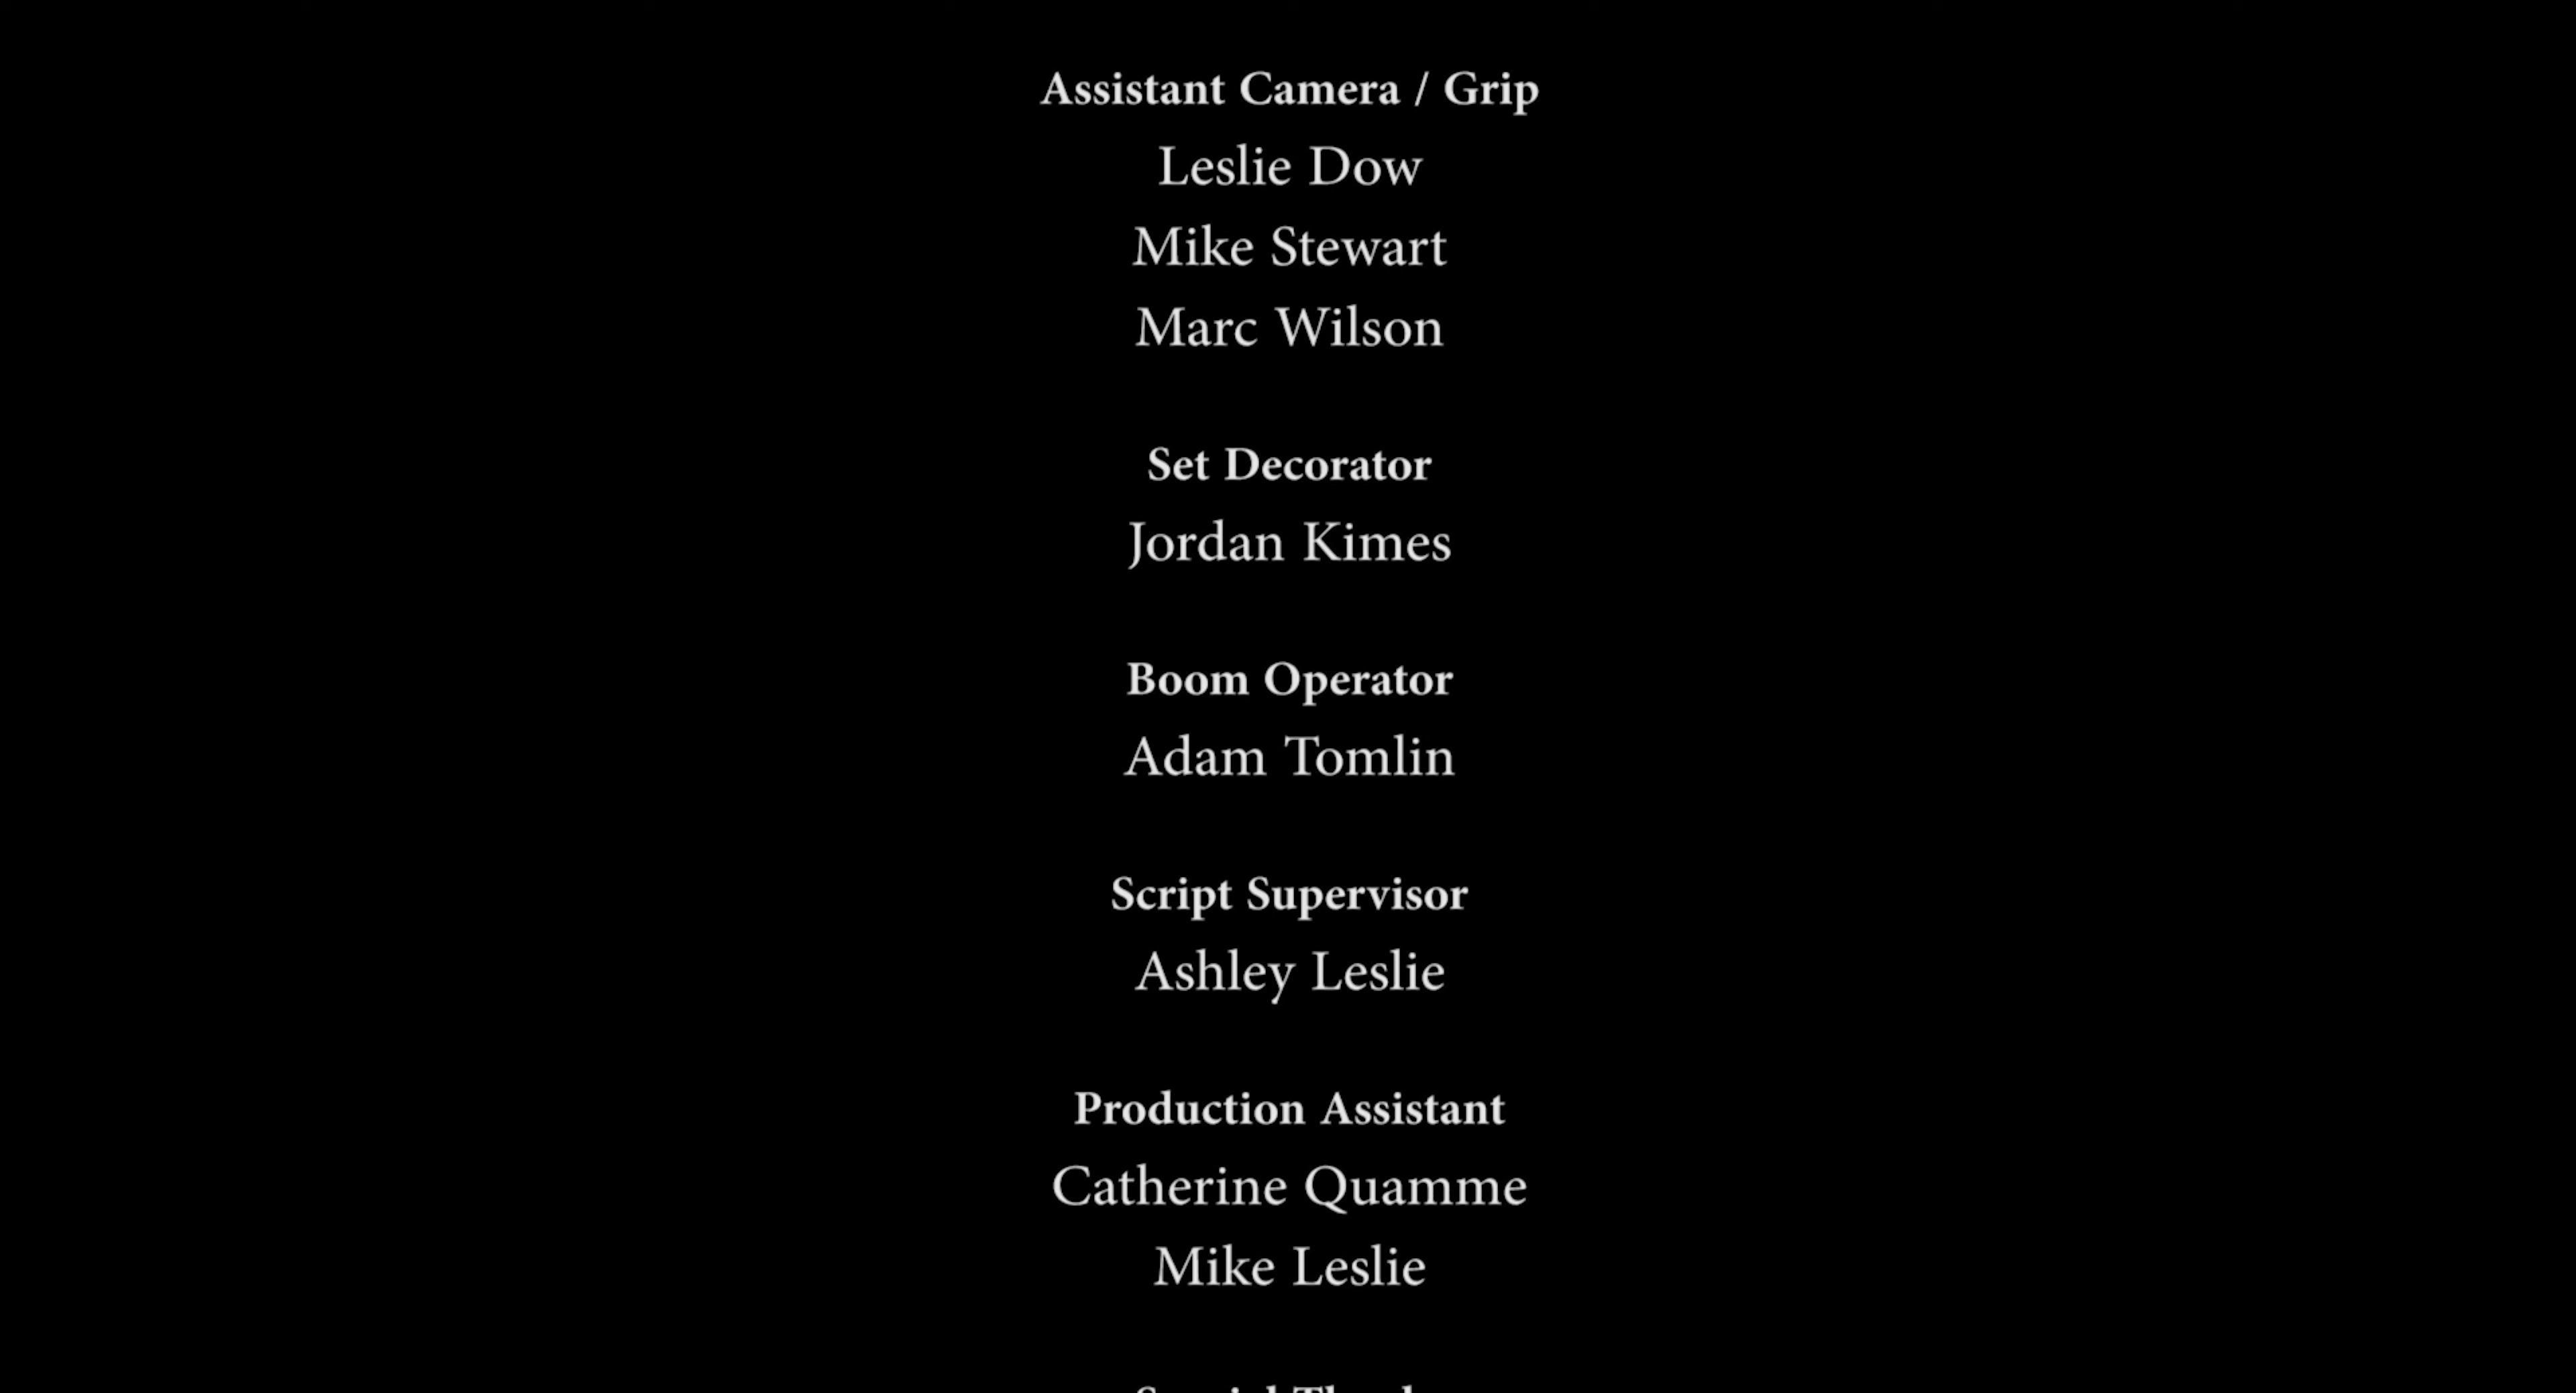 Assistant Camera / Grip
Leslie Dow
Mike Stewart
Marc Wilson
Set Decorator
Jordan Kimes
Boom Operator
Adam Tomlin
Script Supervisor
Ashley Leslie
Production Assistant
Catherine Quamme
Mike Leslie